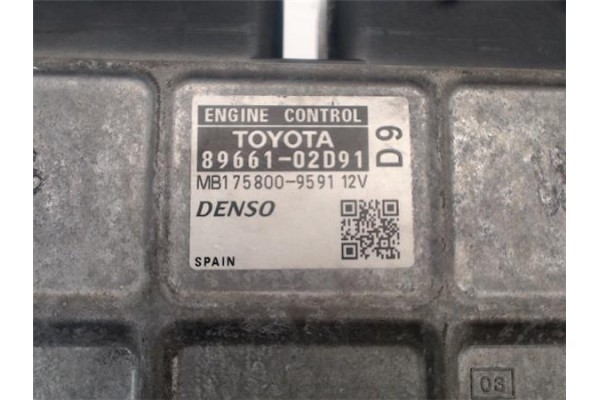 ENGINE CONTROL
TOYOTA
89661-02D91
D9
MB175800-9591 12V
DENSO
SPAIN
03